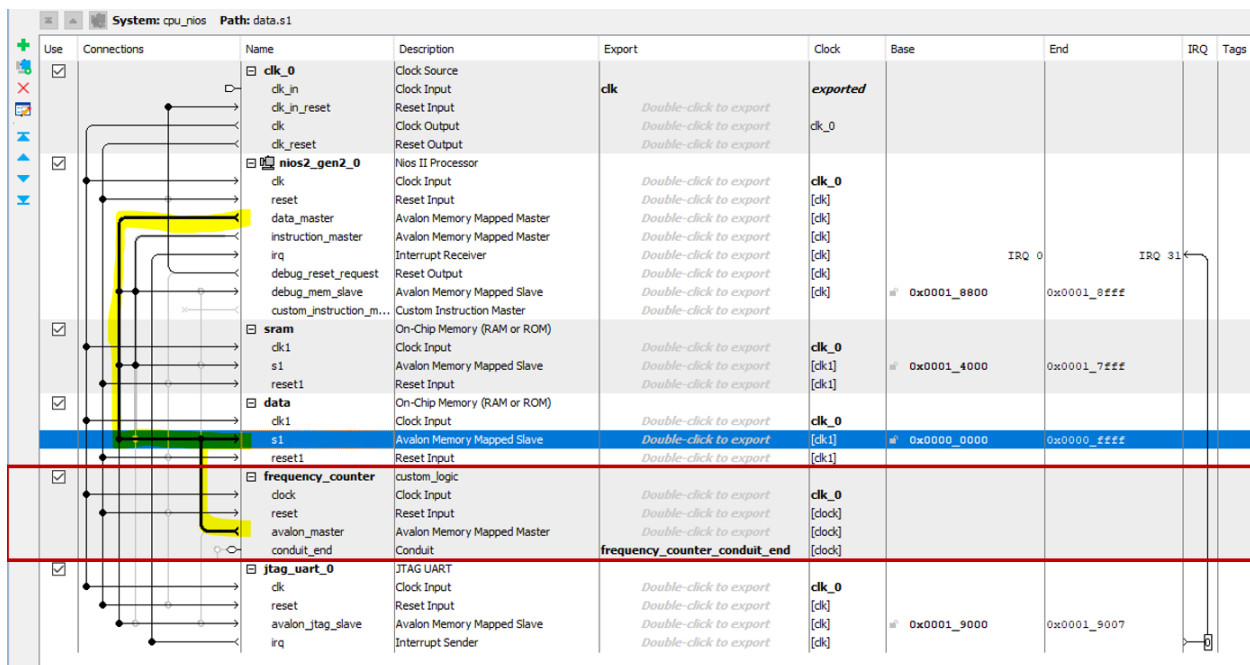 System: cpu_nios Path: data.s1
Use Connections Name Description Export Clock Base End IRQ Tags
clk_0 Clock Source
clk_in Clock Input clk exported
clk_in_reset Reset Input Double-click to export
clk Clock Output Double-click to export clk_0
clk_reset Reset Output Double-click to export
nios2_gen2_0 Nios II Processor
clk Clock Input Double-click to export clk_0
reset Reset Input Double-click to export [clk]
data_master Avalon Memory Mapped Master Double-click to export [clk]
instruction_master Avalon Memory Mapped Master Double-click to export [clk]
irq Interrupt Receiver Double-click to export [clk] IRQ 0 IRQ 31
debug_reset_request Reset Output Double-click to export [clk]
debug_mem_slave Avalon Memory Mapped Slave Double-click to export [clk] 0x0001_8800 0x0001_8fff
custom_instruction_m... Custom Instruction Master Double-click to export
sram On-Chip Memory (RAM or ROM)
clk1 Clock Input Double-click to export clk_0
s1 Avalon Memory Mapped Slave Double-click to export [clk1] 0x0001_4000 0x0001_7fff
reset1 Reset Input Double-click to export [clk1]
data On-Chip Memory (RAM or ROM)
clk1 Clock Input Double-click to export clk_0
s1 Avalon Memory Mapped Slave Double-click to export [clk1] 0x0000_0000 0x0000_ffff
reset1 Reset Input Double-click to export [clk1]
frequency_counter custom_logic
clock Clock Input Double-click to export clk_0
reset Reset Input Double-click to export [clock]
avalon_master Avalon Memory Mapped Master Double-click to export [clock]
conduit_end Conduit frequency_counter_conduit_end [clock]
jtag_uart_0 JTAG UART
clk Clock Input Double-click to export clk_0
reset Reset Input Double-click to export [clk]
avalon_jtag_slave Avalon Memory Mapped Slave Double-click to export [clk] 0x0001_9000 0x0001_9007
irq Interrupt Sender Double-click to export [clk] 0